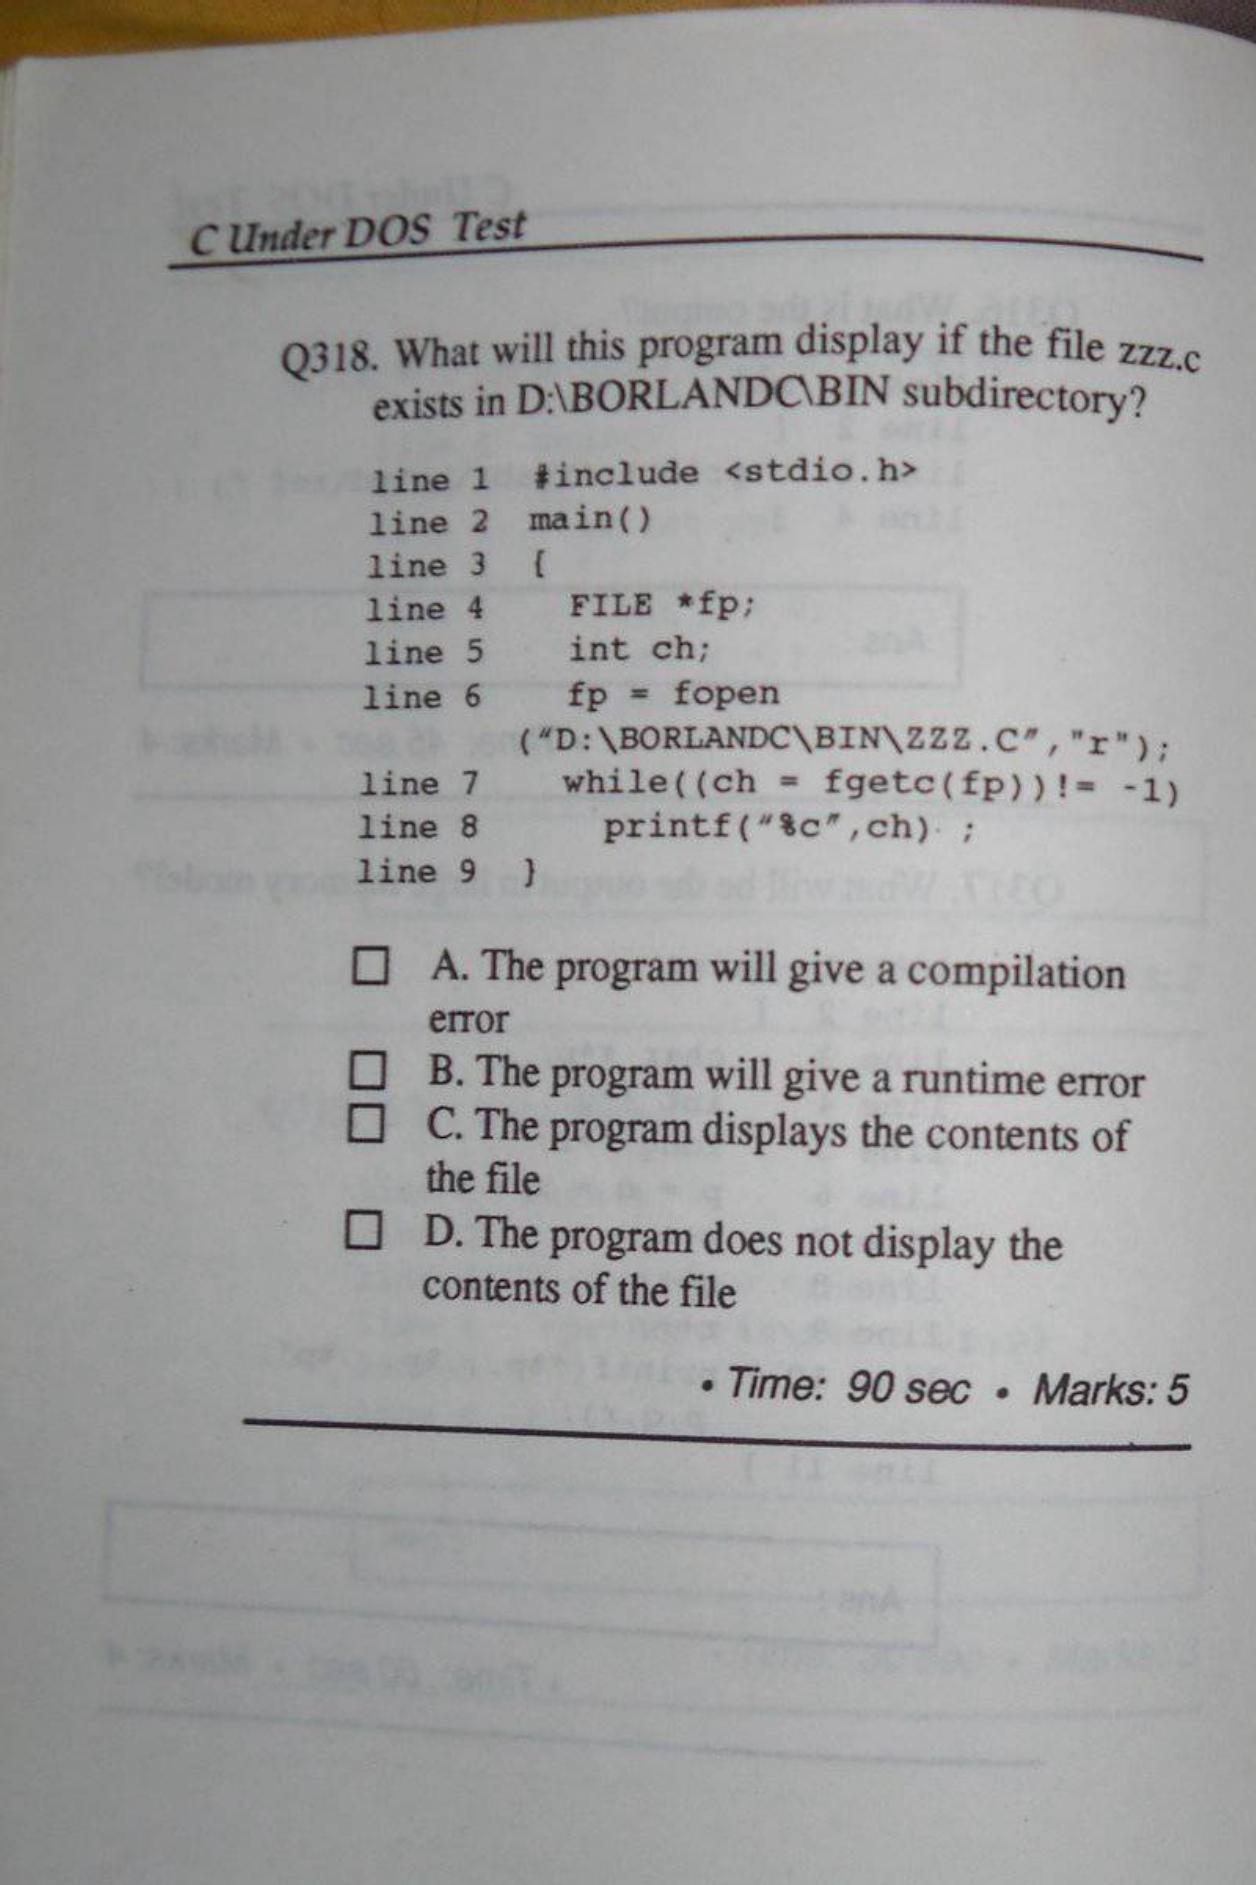 C Under DOS Test
Q318. What will this program display if the file zzz.c
exists in D:\BORLANDC\BIN subdirectory?
line 1 #include <stdio.h>
line 2 main()
line 3 {
line 4 FILE *fp;
line 5 int ch;
line 6 fp = fopen
(“D:\BORLANDC\BIN\ZZZ.C”,"r");
line 7 while((ch = fgetc(fp))!= -1)
line 8 printf(“%c”,ch) ;
line 9 }
A. The program will give a compilation
error
B. The program will give a runtime error
C. The program displays the contents of
the file
D. The program does not display the
contents of the file
• Time: 90 sec • Marks: 5